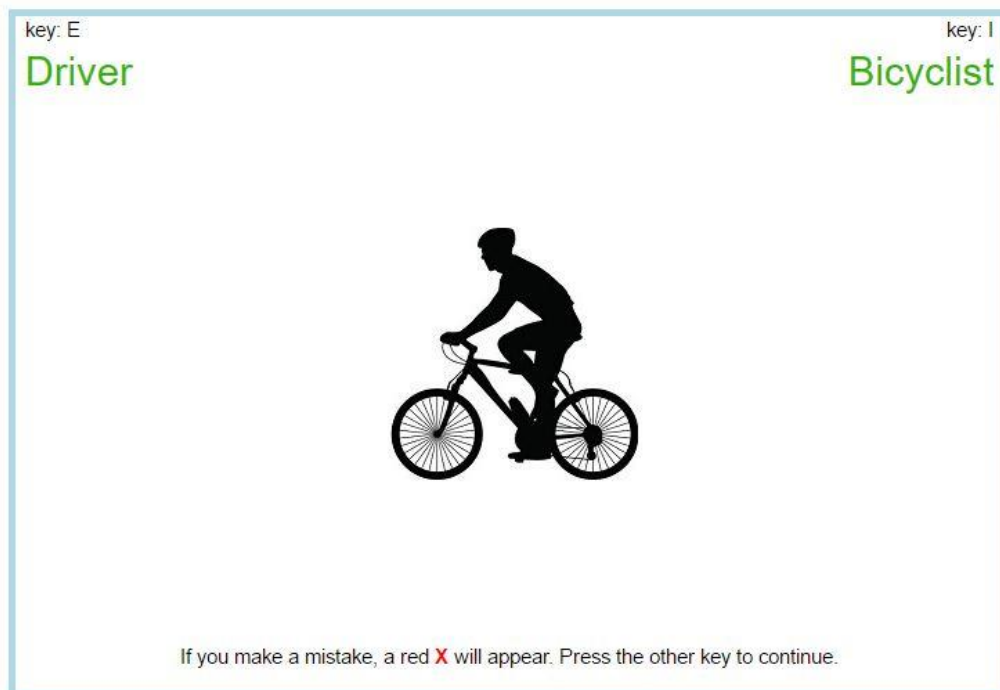 key: E
key: I
Driver
Bicyclist
If you make a mistake, a red X will appear. Press the other key to continue.